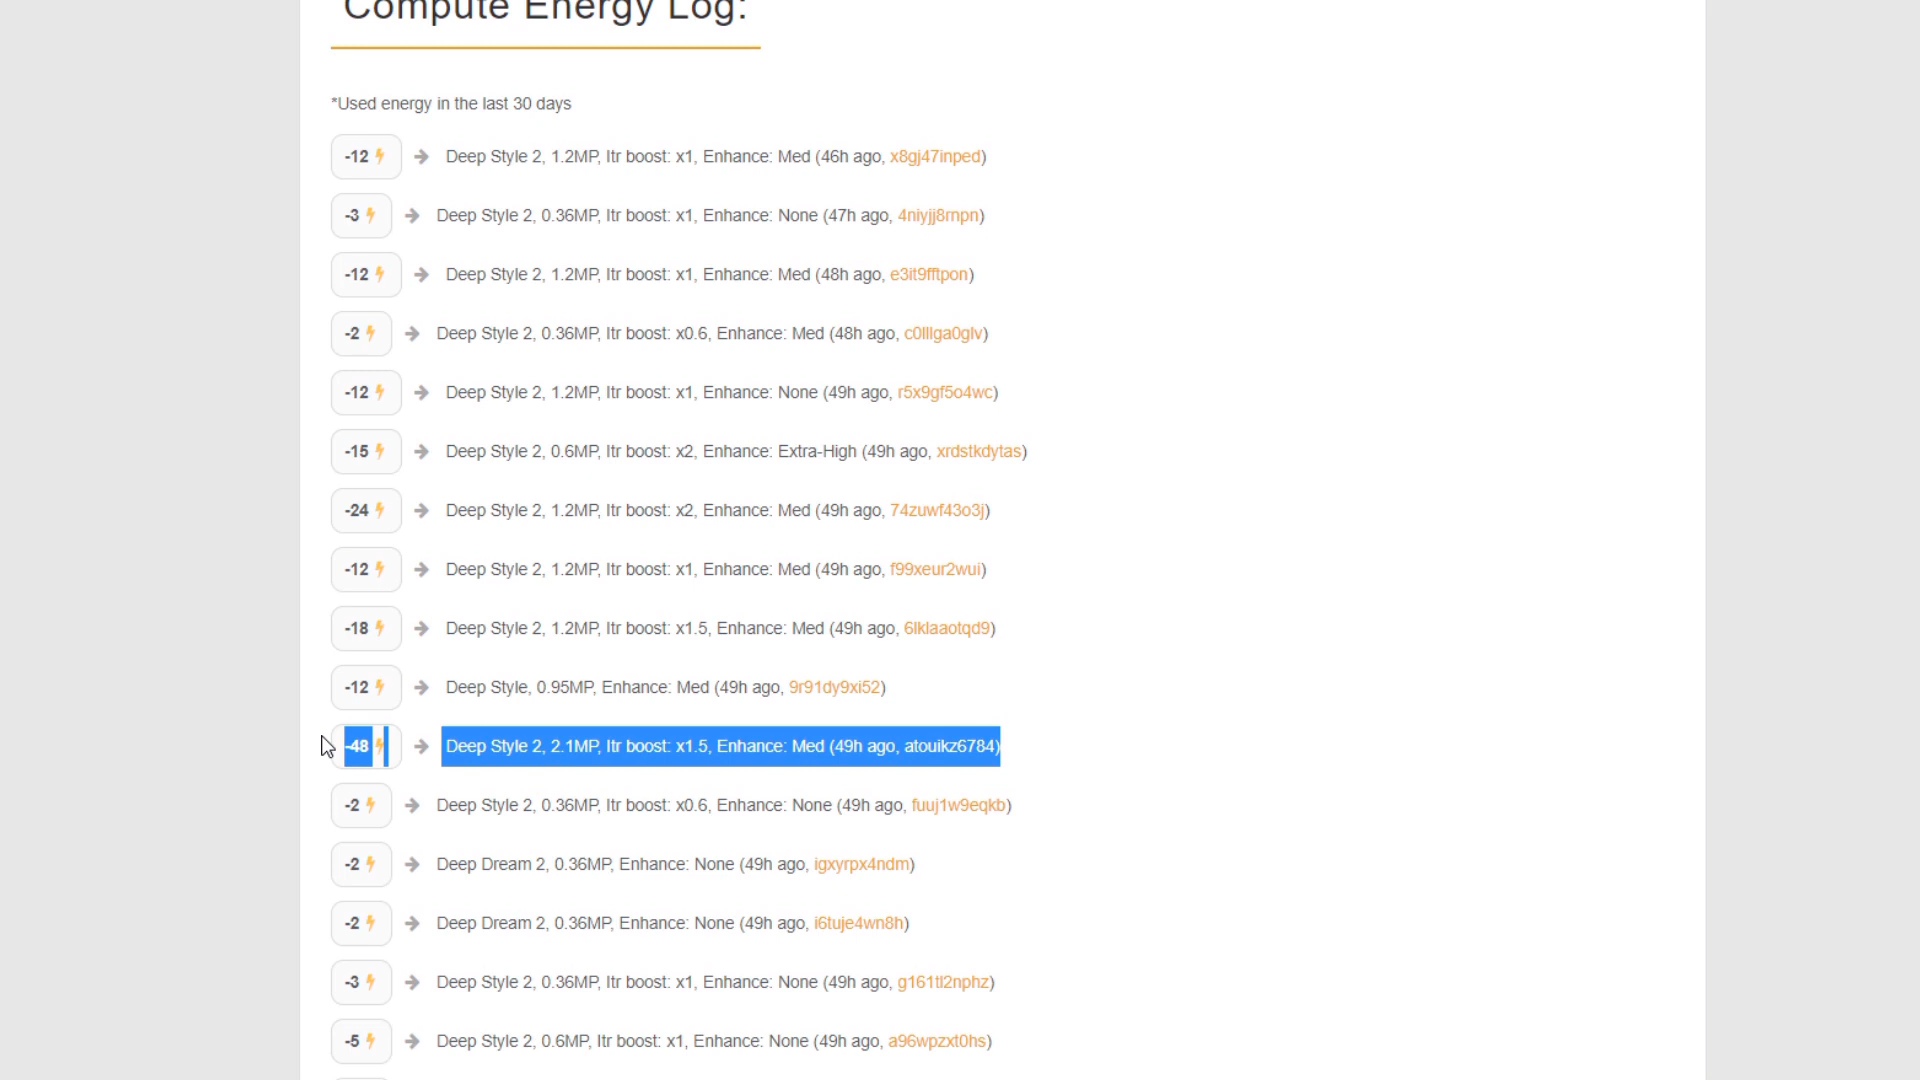 Compute Energy Log:
*Used energy in the last 30 days
-12 Deep Style 2, 1.2MP, Itr boost: x1, Enhance: Med (46h ago, x8gj47inped)
-3 Deep Style 2, 0.36MP, Itr boost: x1, Enhance: None (47h ago, 4niyjj8rnpn)
-12 Deep Style 2, 1.2MP, Itr boost: x1, Enhance: Med (48h ago, e3it9fftpon)
-2 Deep Style 2, 0.36MP, Itr boost: x0.6, Enhance: Med (48h ago, c0lllga0glv)
-12 Deep Style 2, 1.2MP, Itr boost: x1, Enhance: None (49h ago, r5x9gf5o4wc)
-15 Deep Style 2, 0.6MP, Itr boost: x2, Enhance: Extra-High (49h ago, xrdstkdytas)
-24 Deep Style 2, 1.2MP, Itr boost: x2, Enhance: Med (49h ago, 74zuwf43o3j)
-12 Deep Style 2, 1.2MP, Itr boost: x1, Enhance: Med (49h ago, f99xeur2wui)
-18 Deep Style 2, 1.2MP, Itr boost: x1.5, Enhance: Med (49h ago, 6lklaaotqd9)
-12 Deep Style, 0.95MP, Enhance: Med (49h ago, 9r91dy9xi52)
-48 Deep Style 2, 2.1MP, Itr boost: x1.5, Enhance: Med (49h ago, atouikz6784)
-2 Deep Style 2, 0.36MP, Itr boost: x0.6, Enhance: None (49h ago, fuuj1w9eqkb)
-2 Deep Dream 2, 0.36MP, Enhance: None (49h ago, igxyrpx4ndm)
-2 Deep Dream 2, 0.36MP, Enhance: None (49h ago, i6tuje4wn8h)
-3 Deep Style 2, 0.36MP, Itr boost: x1, Enhance: None (49h ago, g161tl2nphz)
-5 Deep Style 2, 0.6MP, Itr boost: x1, Enhance: None (49h ago, a96wpzxt0hs)